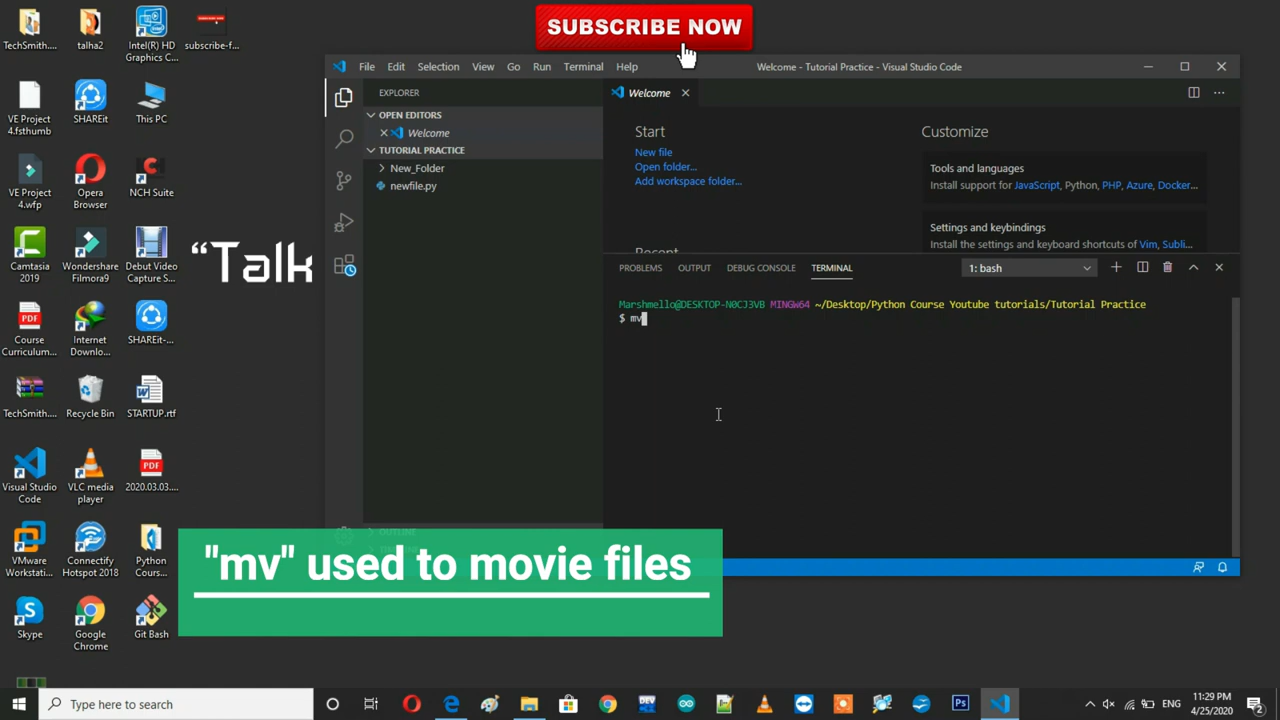 SUBSCRIBE NOW
TechSmith....
talha2
Intel(R) HD
Graphics C...
subscribe-f...
VE Project
4.fsthumb
SHAREit
This PC
VE Project
4.wfp
Opera
Browser
NCH Suite
Camtasia
2019
Wondershare
Filmora9
Debut Video
Capture S...
"Talk
Course
Curriculum...
Internet
Downlo...
SHAREit-...
TechSmith....
Recycle Bin
STARTUP.rtf
Visual Studio
Code
VLC media
player
2020.03.03....
VMware
Workstati...
Connectify
Hotspot 2018
Python
Cours...
Skype
Google
Chrome
Git Bash
File Edit Selection View Go Run Terminal Help
Welcome - Tutorial Practice - Visual Studio Code
EXPLORER
OPEN EDITORS
Welcome
TUTORIAL PRACTICE
New_Folder
newfile.py
OUTLINE
Welcome
Start
New file
Open folder...
Add workspace folder...
Recent
Customize
Tools and languages
Install support for JavaScript, Python, PHP, Azure, Docker...
Settings and keybindings
Install the settings and keyboard shortcuts of Vim, Subli...
PROBLEMS OUTPUT DEBUG CONSOLE TERMINAL 1: bash
Marshmello@DESKTOP-N0CJ3VB MINGW64 ~/Desktop/Python Course Youtube tutorials/Tutorial Practice
$ mv
"mv" used to movie files
Type here to search
DEV
Ps
ENG
11:29 PM
4/25/2020
2